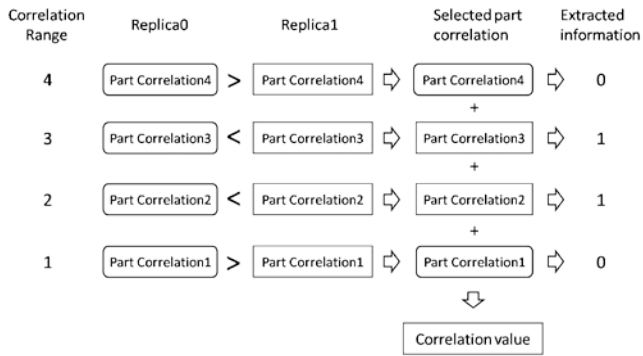 Correlation Range Replica0 Replica1 Selected part correlation Extracted information
4 Part Correlation4 > Part Correlation4 Part Correlation4 0
+
3 Part Correlation3 < Part Correlation3 Part Correlation3 1
+
2 Part Correlation2 < Part Correlation2 Part Correlation2 1
+
1 Part Correlation1 > Part Correlation1 Part Correlation1 0
Correlation value